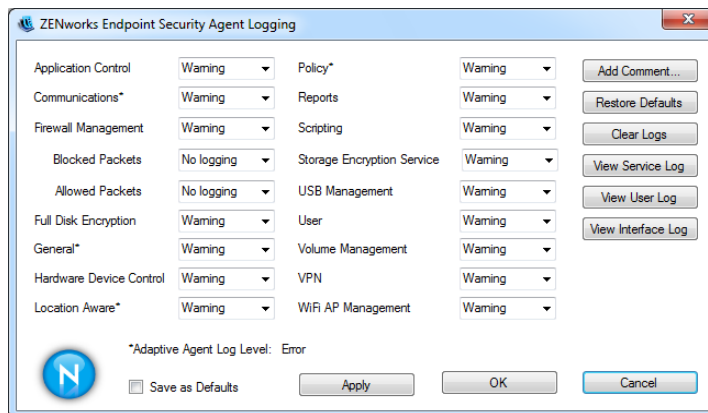 ZENworks Endpoint Security Agent Logging
Application Control Warning Policy* Warning Add Comment...
Communications* Warning Reports Warning Restore Defaults
Firewall Management Warning Scripting Warning Clear Logs
Blocked Packets No logging Storage Encryption Service Warning View Service Log
Allowed Packets No logging USB Management Warning View User Log
Full Disk Encryption Warning User Warning View Interface Log
General* Warning Volume Management Warning
Hardware Device Control Warning VPN Warning
Location Aware* Warning WiFi AP Management Warning
*Adaptive Agent Log Level: Error
N
Save as Defaults Apply OK Cancel